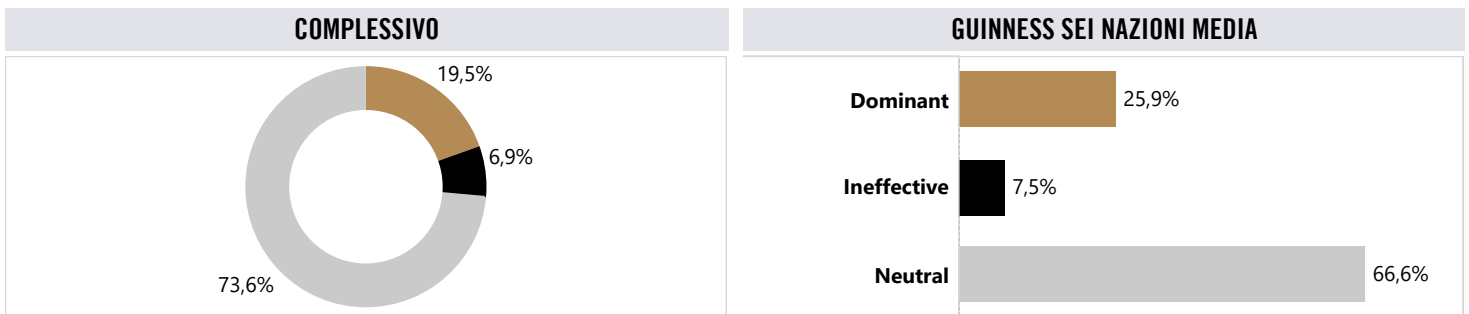 COMPLESSIVO
19,5%
6,9%
73,6%
GUINNESS SEI NAZIONI MEDIA
Dominant 25,9%
Ineffective 7,5%
Neutral 66,6%